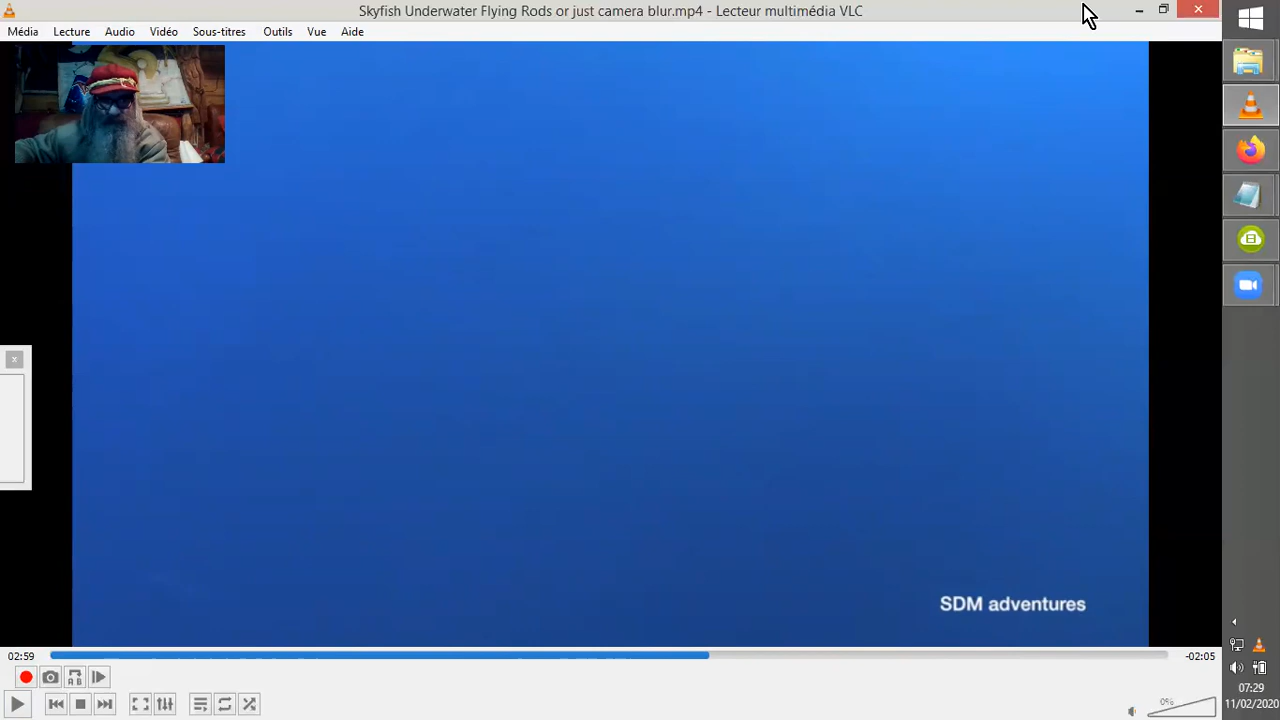 Skyfish Underwater Flying Rods or just camera blur.mp4 - Lecteur multimédia VLC
Média Lecture Audio Vidéo Sous-titres Outils Vue Aide
SDM adventures
02:59
-02:05
A B
0%
07:29
11/02/2020